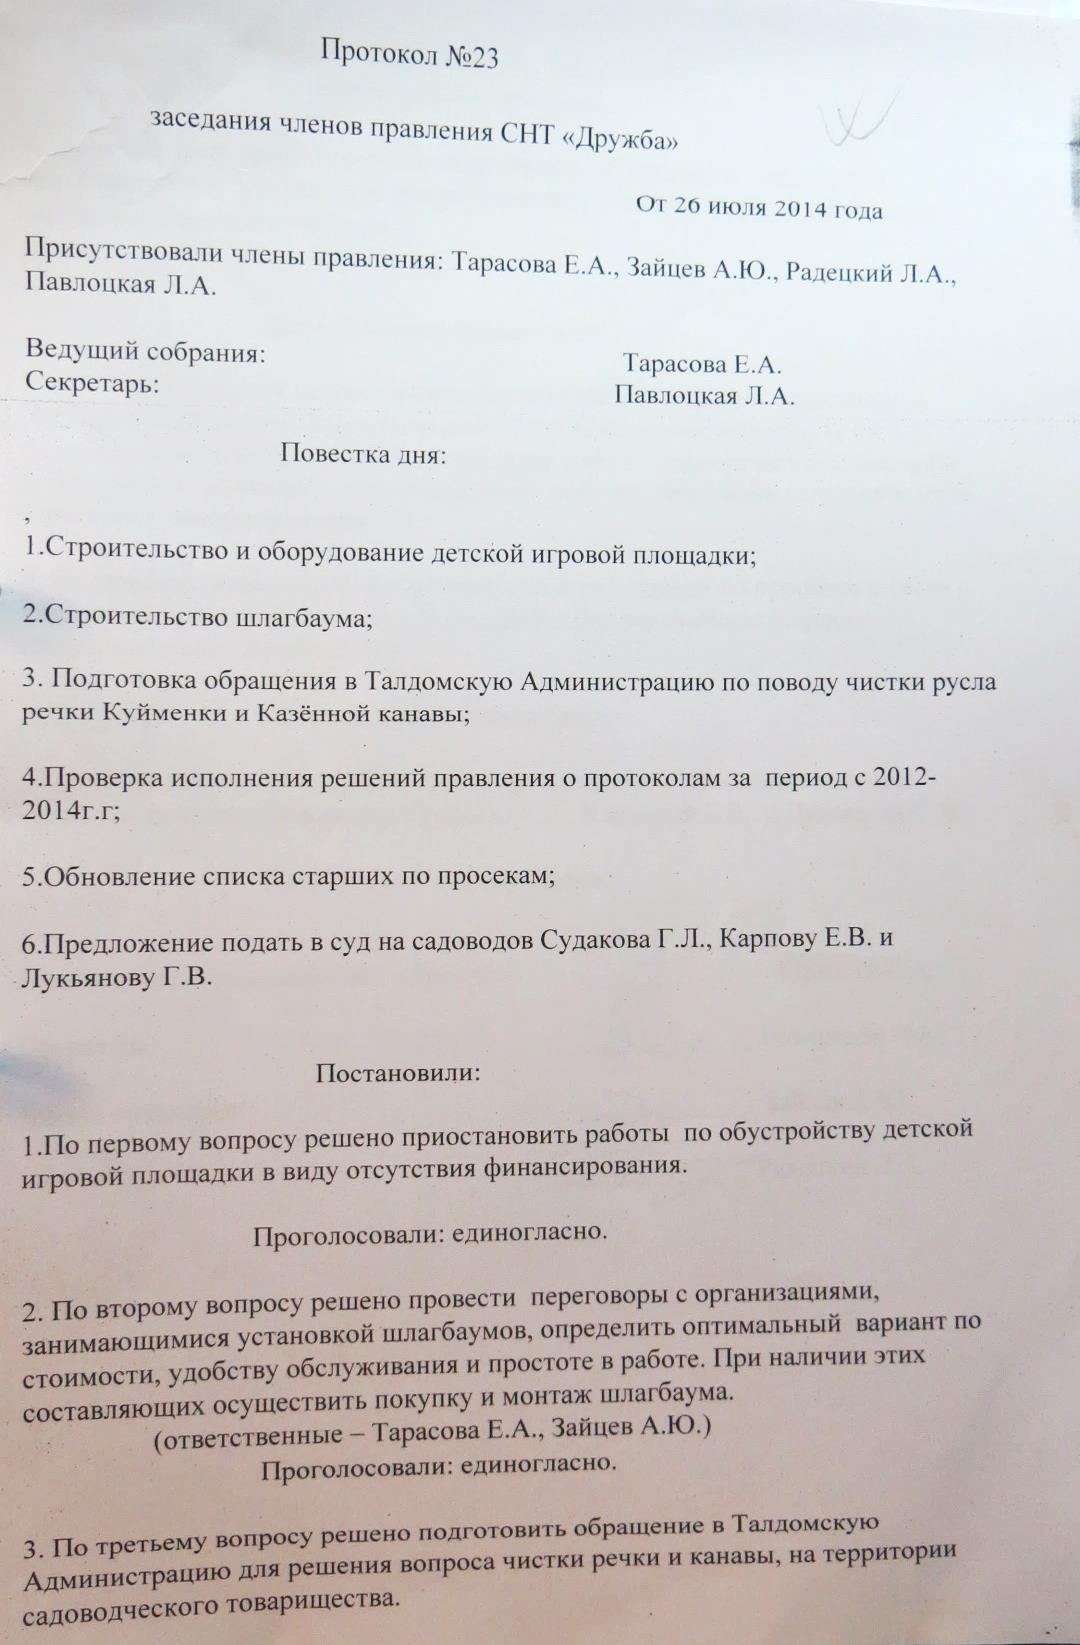 Протокол №23
заседания членов правления СНТ «Дружба»
От 26 июля 2014 года
Присутствовали члены правления: Тарасова Е.А., Зайцев А.Ю., Радецкий Л.А.,
Павлоцкая Л.А.
Ведущий собрания: Тарасова Е.А.
Секретарь: Павлоцкая Л.А.
Повестка дня:
,
1.Строительство и оборудование детской игровой площадки;
2.Строительство шлагбаума;
3. Подготовка обращения в Талдомскую Администрацию по поводу чистки русла
речки Куйменки и Казённой канавы;
4.Проверка исполнения решений правления о протоколам за  период с 2012-
2014г.г;
5.Обновление списка старших по просекам;
6.Предложение подать в суд на садоводов Судакова Г.Л., Карпову Е.В. и
Лукьянову Г.В.
Постановили:
1.По первому вопросу решено приостановить работы  по обустройству детской
игровой площадки в виду отсутствия финансирования.
Проголосовали: единогласно.
2. По второму вопросу решено провести  переговоры с организациями,
занимающимися установкой шлагбаумов, определить оптимальный  вариант по
стоимости, удобству обслуживания и простоте в работе. При наличии этих
составляющих осуществить покупку и монтаж шлагбаума.
(ответственные – Тарасова Е.А., Зайцев А.Ю.)
Проголосовали: единогласно.
3. По третьему вопросу решено подготовить обращение в Талдомскую
Администрацию для решения вопроса чистки речки и канавы, на территории
садоводческого товарищества.